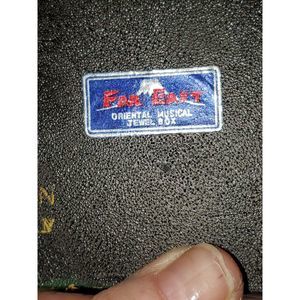 FAR EAST
ORIENTAL MUSICAL
JEWEL BOX
N